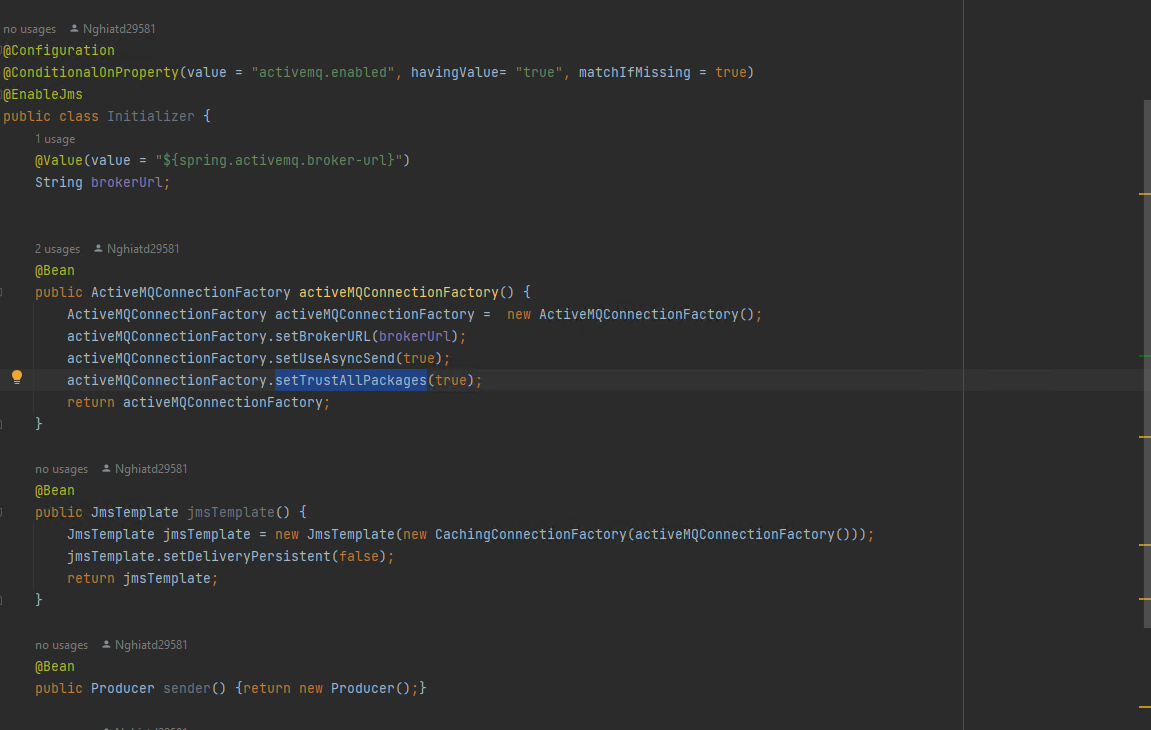 no usages Nghiatd29581
@Configuration
@ConditionalOnProperty(value = "activemq.enabled", havingValue= "true", matchIfMissing = true)
@EnableJms
public class Initializer {
1 usage
@Value(value = "${spring.activemq.broker-url}")
String brokerUrl;
2 usages Nghiatd29581
@Bean
public ActiveMQConnectionFactory activeMQConnectionFactory() {
ActiveMQConnectionFactory activeMQConnectionFactory =  new ActiveMQConnectionFactory();
activeMQConnectionFactory.setBrokerURL(brokerUrl);
activeMQConnectionFactory.setUseAsyncSend(true);
activeMQConnectionFactory.setTrustAllPackages(true);
return activeMQConnectionFactory;
}
no usages Nghiatd29581
@Bean
public JmsTemplate jmsTemplate() {
JmsTemplate jmsTemplate = new JmsTemplate(new CachingConnectionFactory(activeMQConnectionFactory()));
jmsTemplate.setDeliveryPersistent(false);
return jmsTemplate;
}
no usages Nghiatd29581
@Bean
public Producer sender() {return new Producer();}